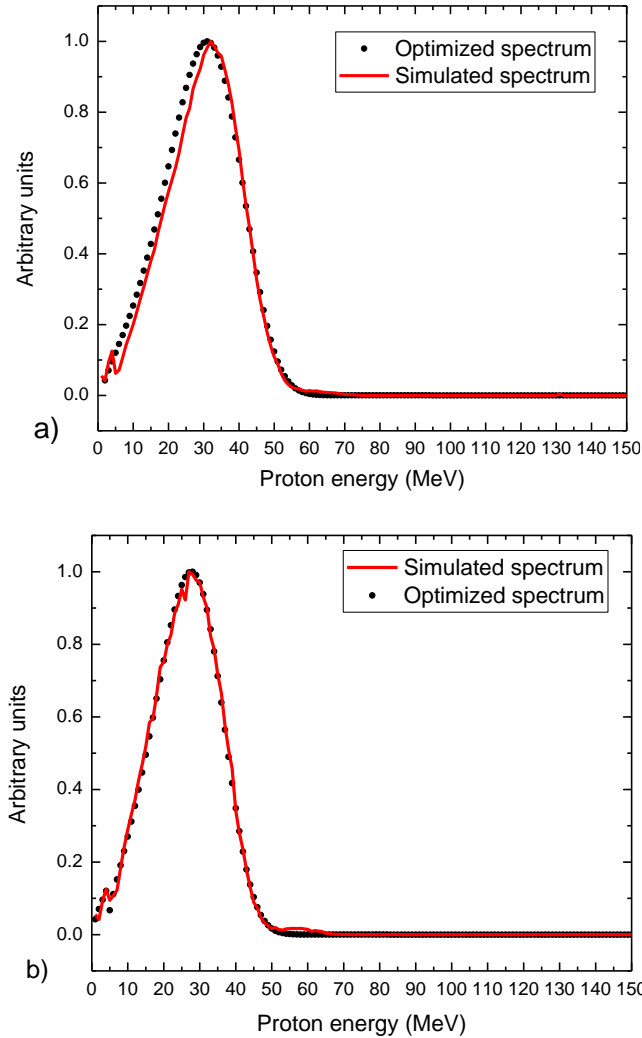 1.0
0.8
0.6
0.4
0.2
0.0
Arbitrary units
Optimized spectrum
Simulated spectrum
0 10 20 30 40 50 60 70 80 90 100 110 120 130 140 150
Proton energy (MeV)
a)
1.0
0.8
0.6
0.4
0.2
0.0
Arbitrary units
Simulated spectrum
Optimized spectrum
0 10 20 30 40 50 60 70 80 90 100 110 120 130 140 150
Proton energy (MeV)
b)